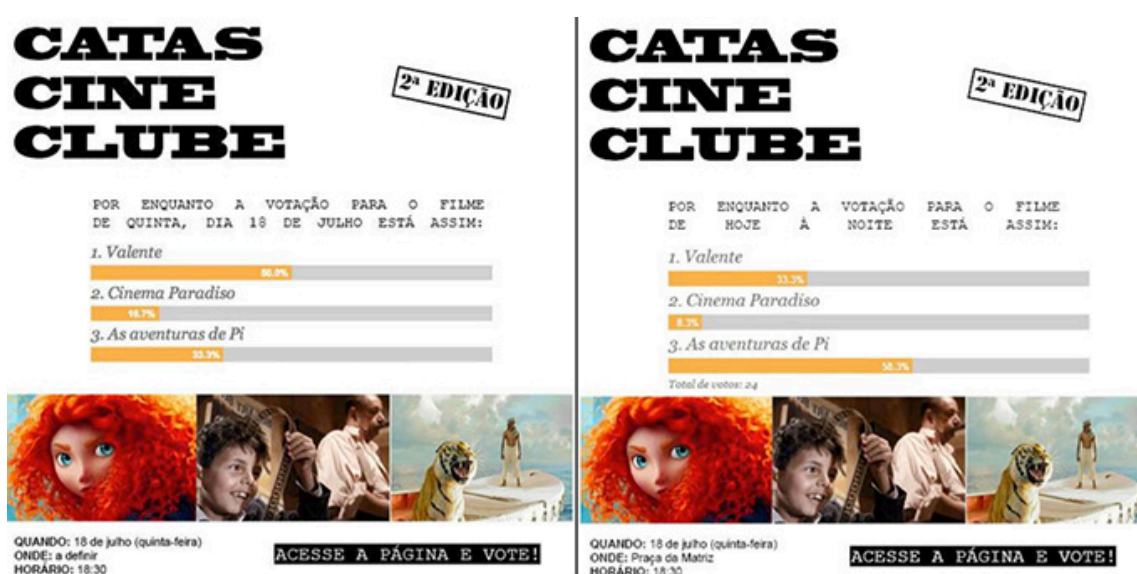 CATAS
CINE
CLUBE
2ª EDIÇÃO
POR ENQUANTO A VOTAÇÃO PARA O FILME
DE QUINTA, DIA 18 DE JULHO ESTÁ ASSIM:
1. Valente
50.0%
2. Cinema Paradiso
16.7%
3. As aventuras de Pi
33.3%
QUANDO: 18 de julho (quinta-feira)
ONDE: a definir
HORÁRIO: 18:30
ACESSE A PÁGINA E VOTE!
CATAS
CINE
CLUBE
2ª EDIÇÃO
POR ENQUANTO A VOTAÇÃO PARA O FILME
DE HOJE À NOITE ESTÁ ASSIM:
1. Valente
33.3%
2. Cinema Paradiso
8.3%
3. As aventuras de Pi
58.3%
Total de votos: 24
QUANDO: 18 de julho (quinta-feira)
ONDE: Praça da Matriz
HORÁRIO: 18:30
ACESSE A PÁGINA E VOTE!